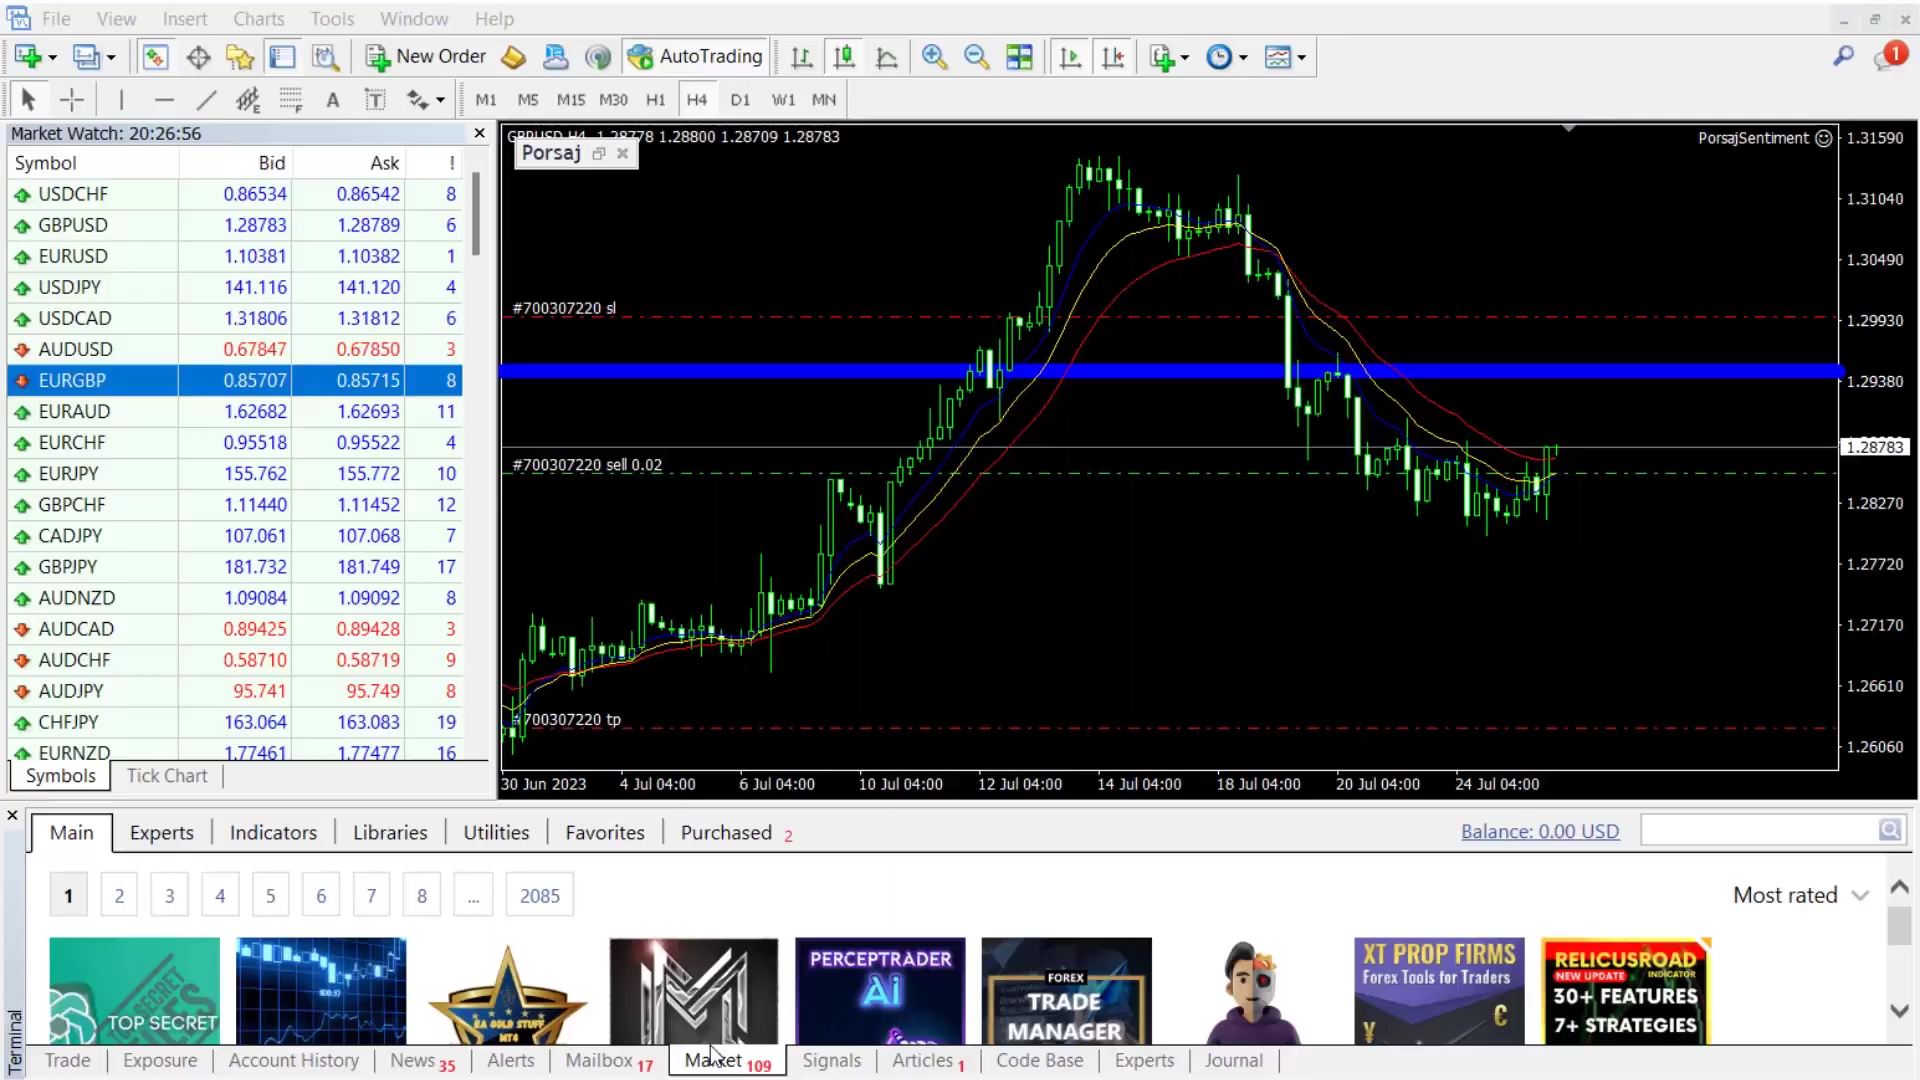 File View Insert Charts Tools Window Help
New Order AutoTrading 1
A T E F M1 M5 M15 M30 H1 H4 D1 W1 MN
Market Watch: 20:26:56
Symbol Bid Ask !
USDCHF 0.86534 0.86542 8
GBPUSD 1.28783 1.28789 6
EURUSD 1.10381 1.10382 1
USDJPY 141.116 141.120 4
USDCAD 1.31806 1.31812 6
AUDUSD 0.67847 0.67850 3
EURGBP 0.85707 0.85715 8
EURAUD 1.62682 1.62693 11
EURCHF 0.95518 0.95522 4
EURJPY 155.762 155.772 10
GBPCHF 1.11440 1.11452 12
CADJPY 107.061 107.068 7
GBPJPY 181.732 181.749 17
AUDNZD 1.09084 1.09092 8
AUDCAD 0.89425 0.89428 3
AUDCHF 0.58710 0.58719 9
AUDJPY 95.741 95.749 8
CHFJPY 163.064 163.083 19
EURNZD 1.77461 1.77477 16
Symbols Tick Chart
GBPUSD,H4 1.28778 1.28800 1.28709 1.28783
Porsaj
PorsajSentiment
#700307220 sl
#700307220 sell 0.02
#700307220 tp
1.31590
1.31040
1.30490
1.29930
1.29380
1.28783
1.28270
1.27720
1.27170
1.26610
1.26060
30 Jun 2023 4 Jul 04:00 6 Jul 04:00 10 Jul 04:00 12 Jul 04:00 14 Jul 04:00 18 Jul 04:00 20 Jul 04:00 24 Jul 04:00
Main Experts Indicators Libraries Utilities Favorites Purchased 2 Balance: 0.00 USD
1 2 3 4 5 6 7 8 ... 2085 Most rated
TOP SECRET
EA GOLD STUFF
MT4
PERCEPTRADER
Ai
FOREX
TRADE
MANAGER
XT PROP FIRMS
Forex Tools for Traders
¥ €
RELICUSROAD
NEW UPDATE INDICATOR
30+ FEATURES
7+ STRATEGIES
Terminal
Trade Exposure Account History News 35 Alerts Mailbox 17 Market 109 Signals Articles 1 Code Base Experts Journal